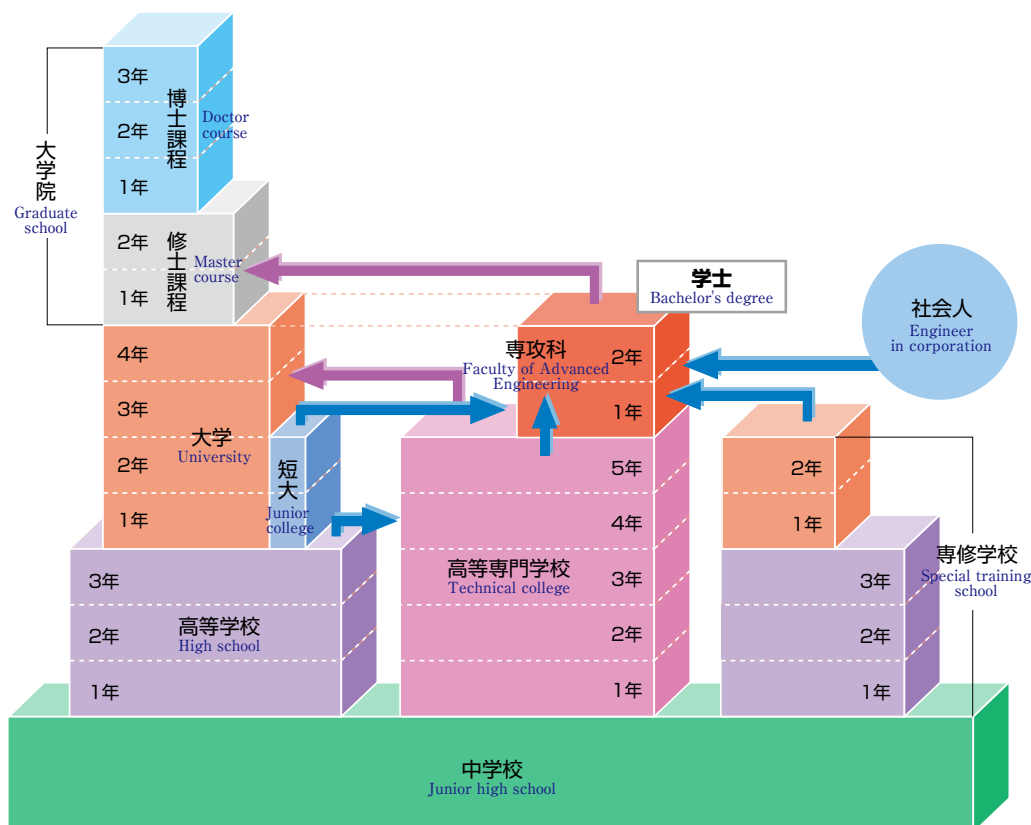 3年
2年
1年
博士課程
Doctor
course
大学院
Graduate
school
2年
1年
修士課程
Master
course
学士
Bachelor's degree
社会人
Engineer
in corporation
4年
3年
2年
1年
大学
University
短大
Junior
college
専攻科
Faculty of Advanced
Engineering
2年
1年
5年
4年
3年
2年
1年
高等専門学校
Technical college
2年
1年
3年
2年
1年
専修学校
Special training
school
3年
2年
1年
高等学校
High school
中学校
Junior high school